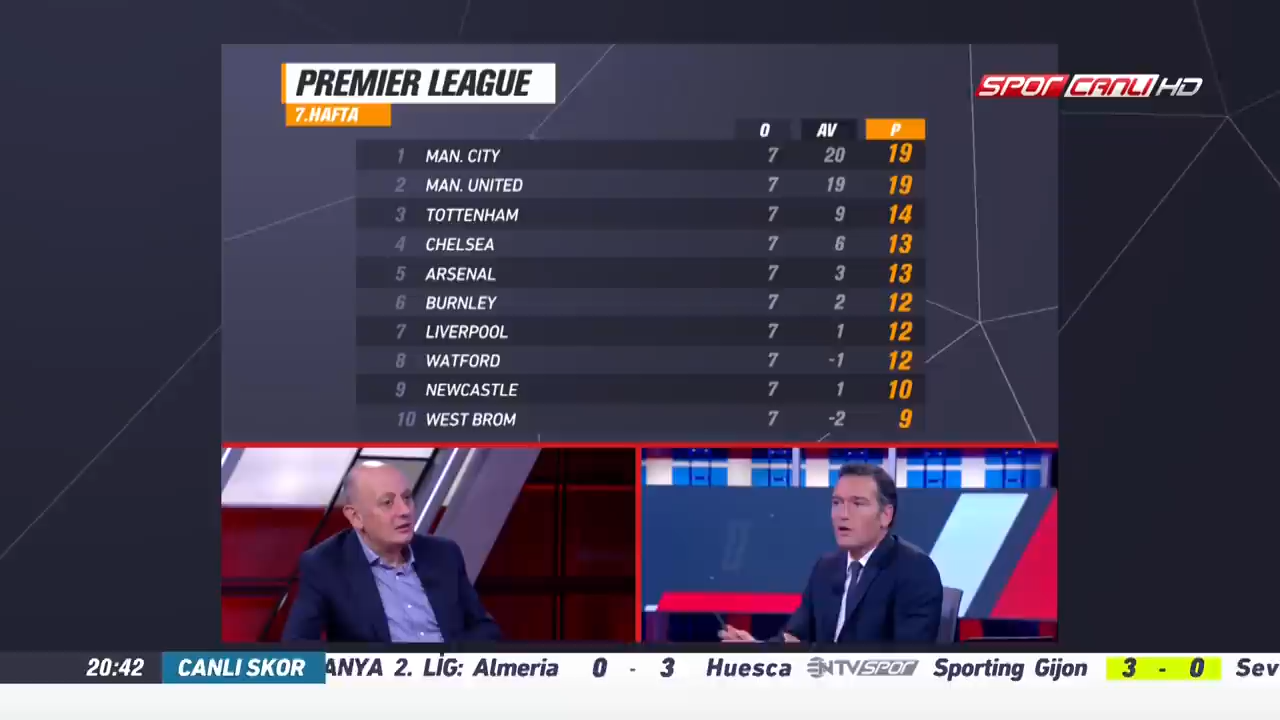 PREMIER LEAGUE
SPOR CANLI HD
7.HAFTA
O AV P
1 MAN. CITY 7 20 19
2 MAN. UNITED 7 19 19
3 TOTTENHAM 7 9 14
4 CHELSEA 7 6 13
5 ARSENAL 7 3 13
6 BURNLEY 7 2 12
7 LIVERPOOL 7 1 12
8 WATFORD 7 -1 12
9 NEWCASTLE 7 1 10
10 WEST BROM 7 -2 9
20:42 CANLI SKOR ANYA 2. LİG: Almeria 0 - 3 Huesca NTVSPOR Sporting Gijon 3 - 0 Sev